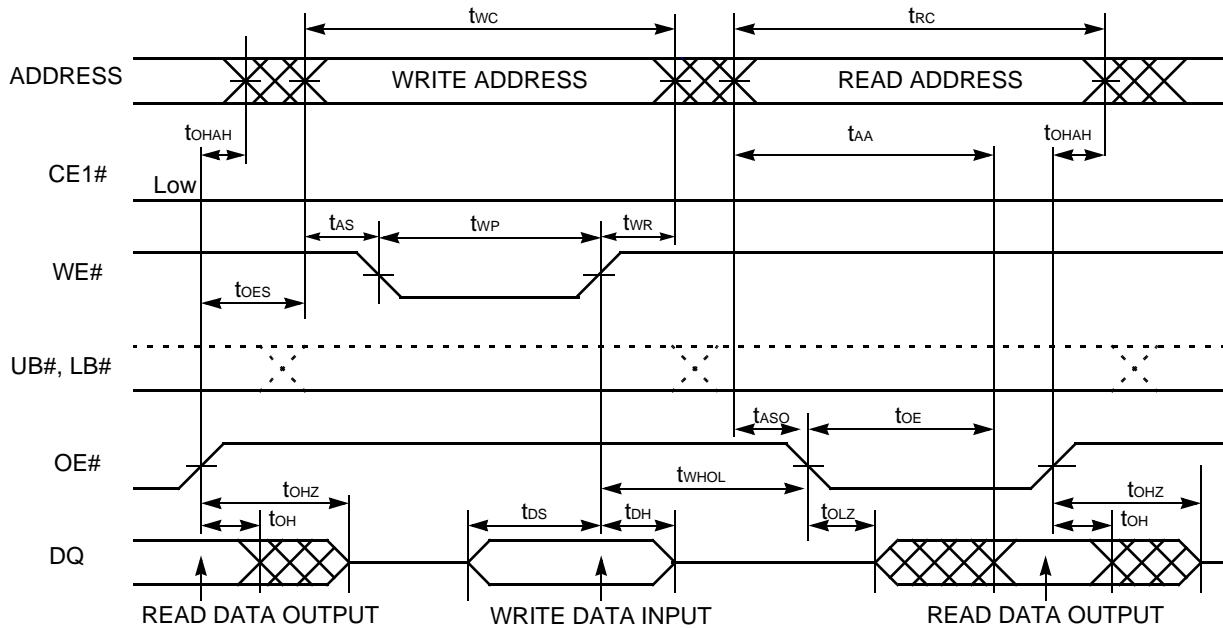 tWC
tRC
ADDRESS
WRITE ADDRESS
READ ADDRESS
tOHAH
tAA
tOHAH
CE1#
Low
tAS
tWP
tWR
WE#
tOES
UB#, LB#
tASO
tOE
OE#
tWHOL
tOHZ
tOHZ
tOH
tDS
tDH
tOLZ
tOH
DQ
READ DATA OUTPUT
WRITE DATA INPUT
READ DATA OUTPUT